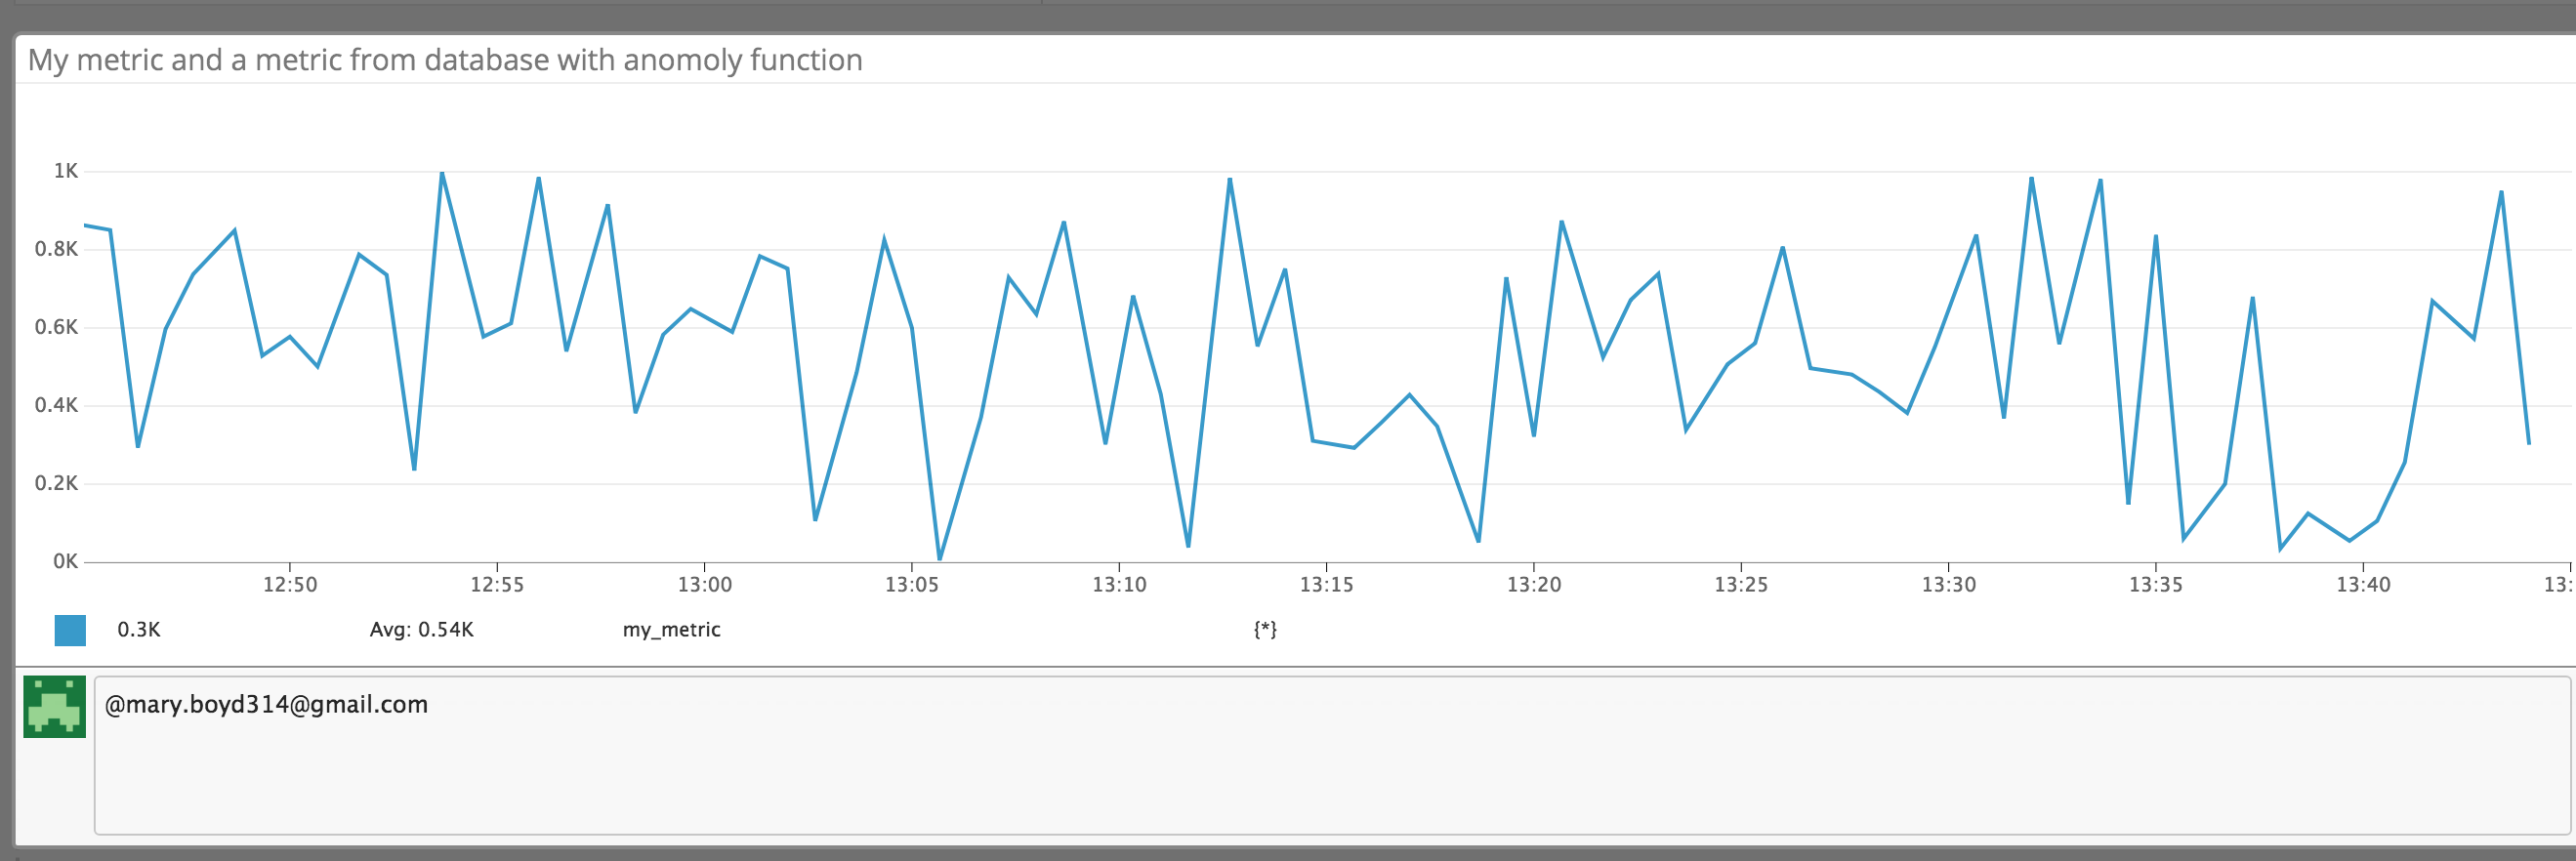 My metric and a metric from database with anomoly function
1K
0.8K
0.6K
0.4K
0.2K
0K
12:50 12:55 13:00 13:05 13:10 13:15 13:20 13:25 13:30 13:35 13:40 13:
0.3K Avg: 0.54K my_metric {*}
@mary.boyd314@gmail.com